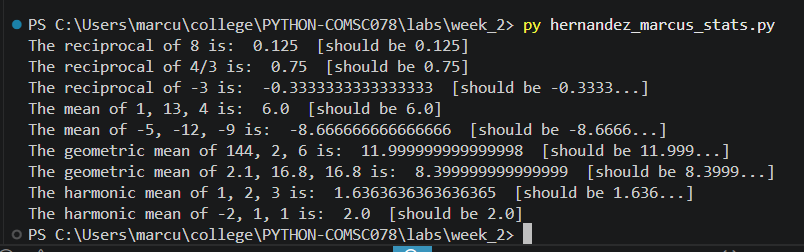 PS C:\Users\marcu\college\PYTHON-COMSC078\labs\week_2> py hernandez_marcus_stats.py
The reciprocal of 8 is:  0.125  [should be 0.125]
The reciprocal of 4/3 is:  0.75  [should be 0.75]
The reciprocal of -3 is:  -0.3333333333333333  [should be -0.3333...]
The mean of 1, 13, 4 is:  6.0  [should be 6.0]
The mean of -5, -12, -9 is:  -8.666666666666666  [should be -8.6666...]
The geometric mean of 144, 2, 6 is:  11.999999999999998  [should be 11.999...]
The geometric mean of 2.1, 16.8, 16.8 is:  8.399999999999999  [should be 8.3999...]
The harmonic mean of 1, 2, 3 is:  1.6363636363636365  [should be 1.636...]
The harmonic mean of -2, 1, 1 is:  2.0  [should be 2.0]
PS C:\Users\marcu\college\PYTHON-COMSC078\labs\week_2>